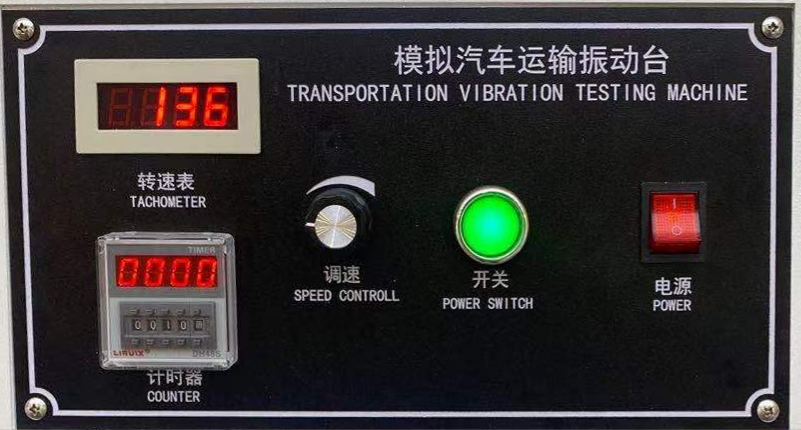 模拟汽车运输振动台
TRANSPORTATION VIBRATION TESTING MACHINE
136
转速表
TACHOMETER
TIMER
0000
0010
DH48S
计时器
COUNTER
调速
SPEED CONTROLL
开关
POWER SWITCH
电源
POWER